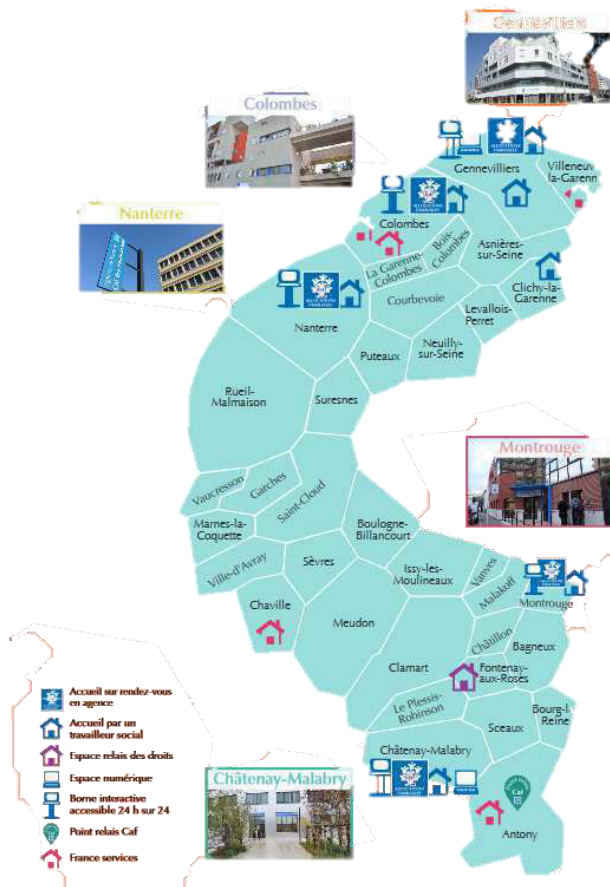 Gennevilliers
Colombes
Nanterre
Gennevilliers
Villeneuv
la-Garenn
Colombes
Bois-
Colombes
Asnières-
sur-Seine
La Garenne-
Colombes
Clichy-la-
Garenne
Courbevoie
Levallois-
Perret
Nanterre
Neuilly-
sur-Seine
Puteaux
Rueil-
Malmaison
Suresnes
Montrouge
Vaucresson
Garches
Saint-Cloud
Marnes-la-
Coquette
Boulogne-
Billancourt
Ville-d'Avray
Sèvres
Issy-les-
Moulineaux
Vanves
Malakoff
Montrouge
Chaville
Meudon
Châtillon
Bagneux
Clamart
Fontenay-
aux-Roses
Le Plessis-
Robinson
Sceaux
Bourg-l
Reine
Châtenay-Malabry
Châtenay-Malabry
Caf
Antony
Accueil sur rendez-vous
en agence
Accueil par un
travailleur social
Espace relais des droits
Espace numérique
Borne interactive
accessible 24 h sur 24
Point relais Caf
France services